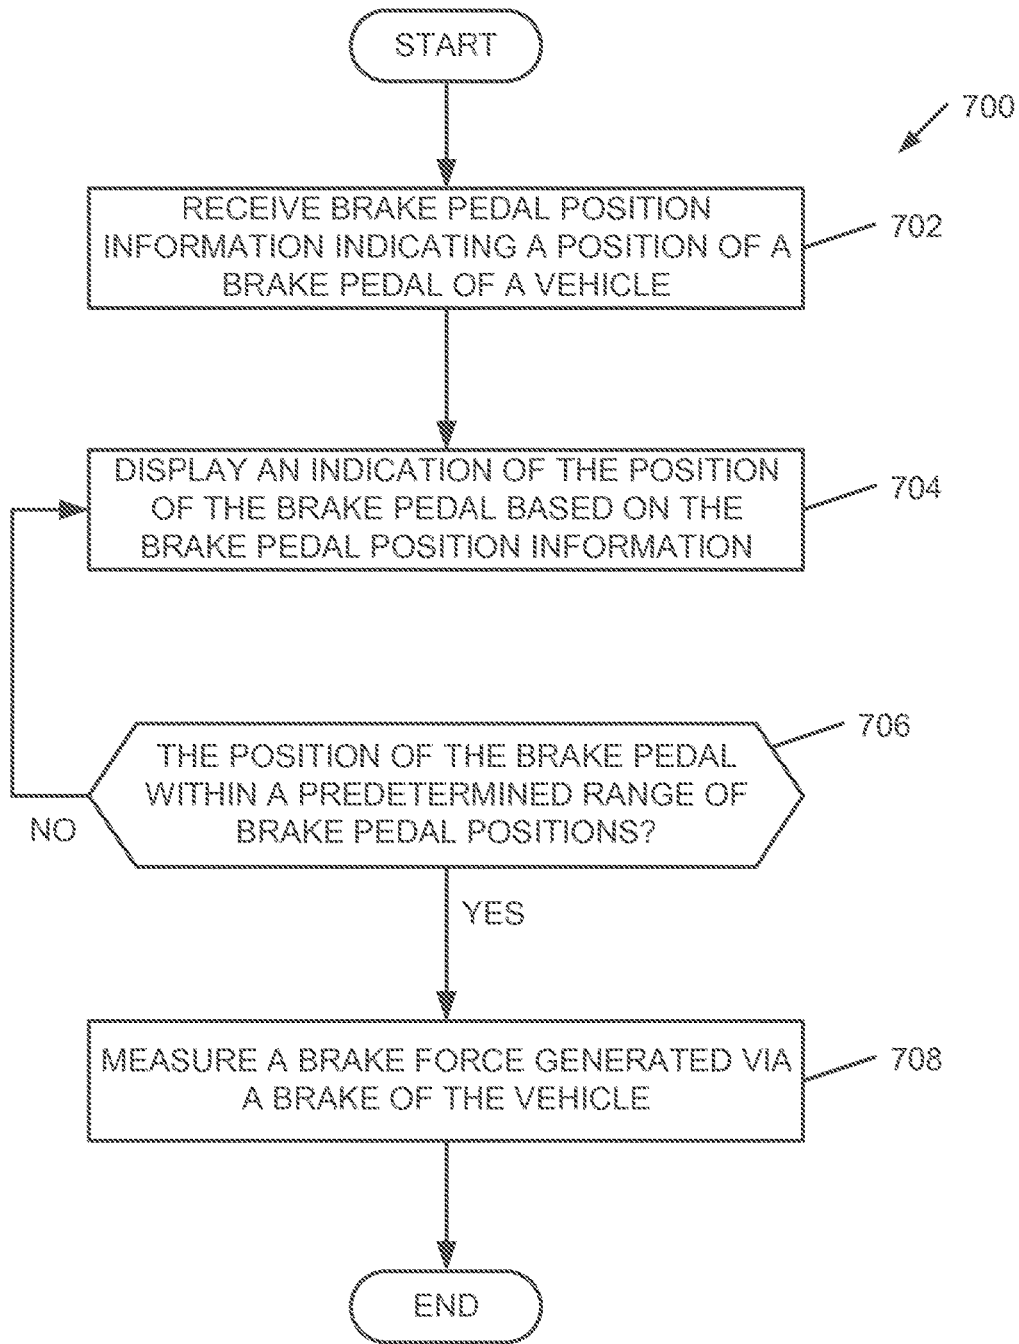 START
700
RECEIVE BRAKE PEDAL POSITION
INFORMATION INDICATING A POSITION OF A
BRAKE PEDAL OF A VEHICLE
702
DISPLAY AN INDICATION OF THE POSITION
OF THE BRAKE PEDAL BASED ON THE
BRAKE PEDAL POSITION INFORMATION
704
THE POSITION OF THE BRAKE PEDAL
WITHIN A PREDETERMINED RANGE OF
BRAKE PEDAL POSITIONS?
706
NO
YES
MEASURE A BRAKE FORCE GENERATED VIA
A BRAKE OF THE VEHICLE
708
END